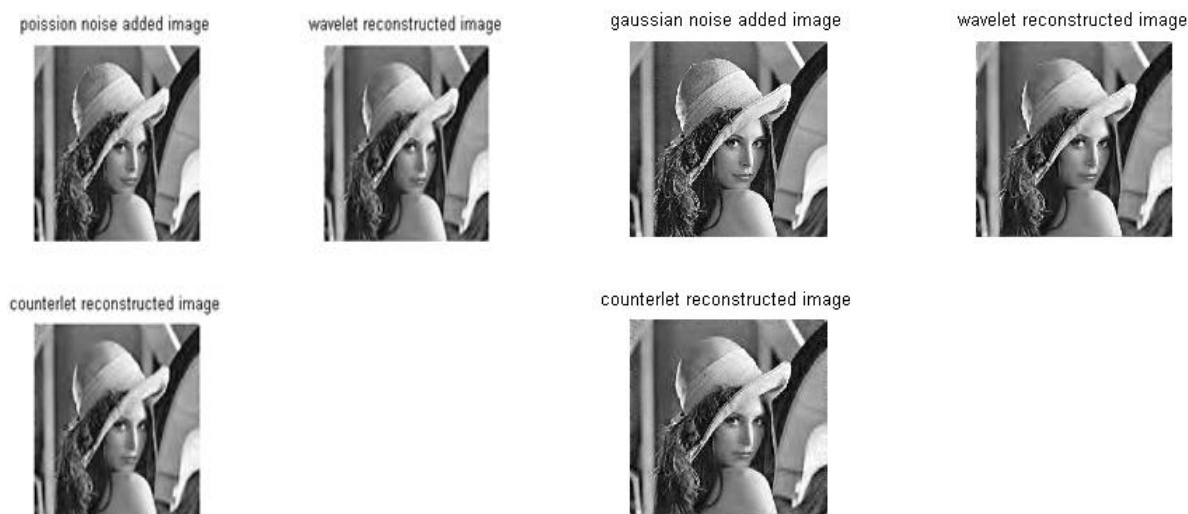 poission noise added image
wavelet reconstructed image
gaussian noise added image
wavelet reconstructed image
counterlet reconstructed image
counterlet reconstructed image